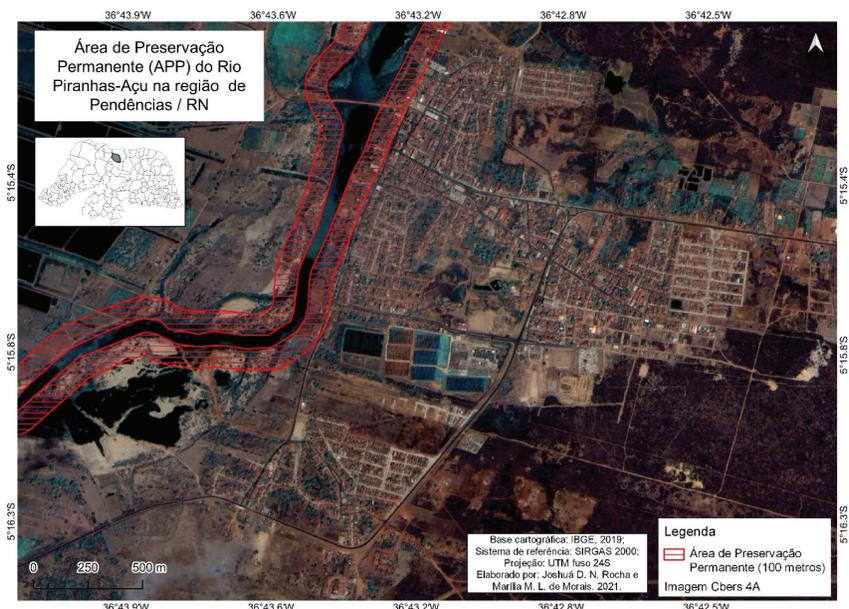 36°43.9'W 36°43.6'W 36°43.2'W 36°42.8'W 36°42.5'W
Área de Preservação
Permanente (APP) do Rio
Piranhas-Açu na região de
Pendências / RN
5°15.4'S 5°15.4'S
5°15.8'S 5°15.8'S
5°16.3'S 5°16.3'S
Base cartográfica: IBGE, 2019;
Sistema de referência: SIRGAS 2000;
Projeção: UTM fuso 24S
Elaborado por: Joshuá D. N. Rocha e
Marília M. L. de Morais. 2021.
Legenda
Área de Preservação
Permanente (100 metros)
Imagem Cbers 4A
0 250 500 m
36°43.9'W 36°43.6'W 36°43.2'W 36°42.8'W 36°42.5'W